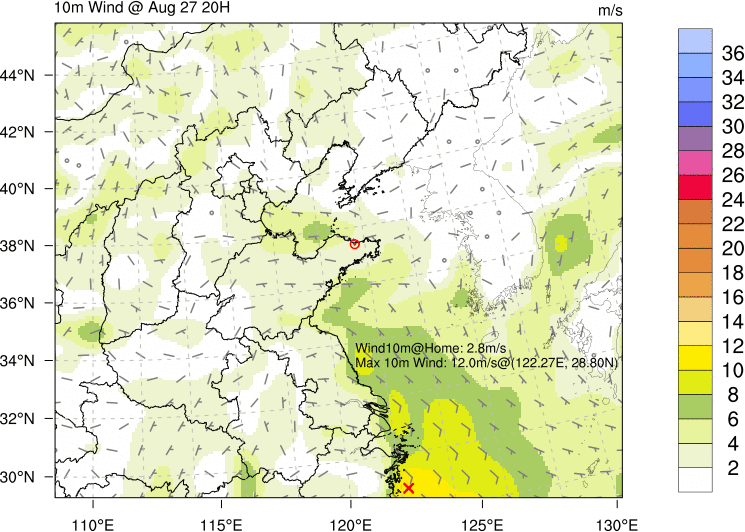 10m Wind @ Aug 27 20H
m/s
44°N
42°N
40°N
38°N
36°N
34°N
32°N
30°N
Wind10m@Home: 2.8m/s
Max 10m Wind: 12.0m/s@(122.27E, 28.80N)
110°E
115°E
120°E
125°E
130°E
36
34
32
30
28
26
24
22
20
18
16
14
12
10
8
6
4
2